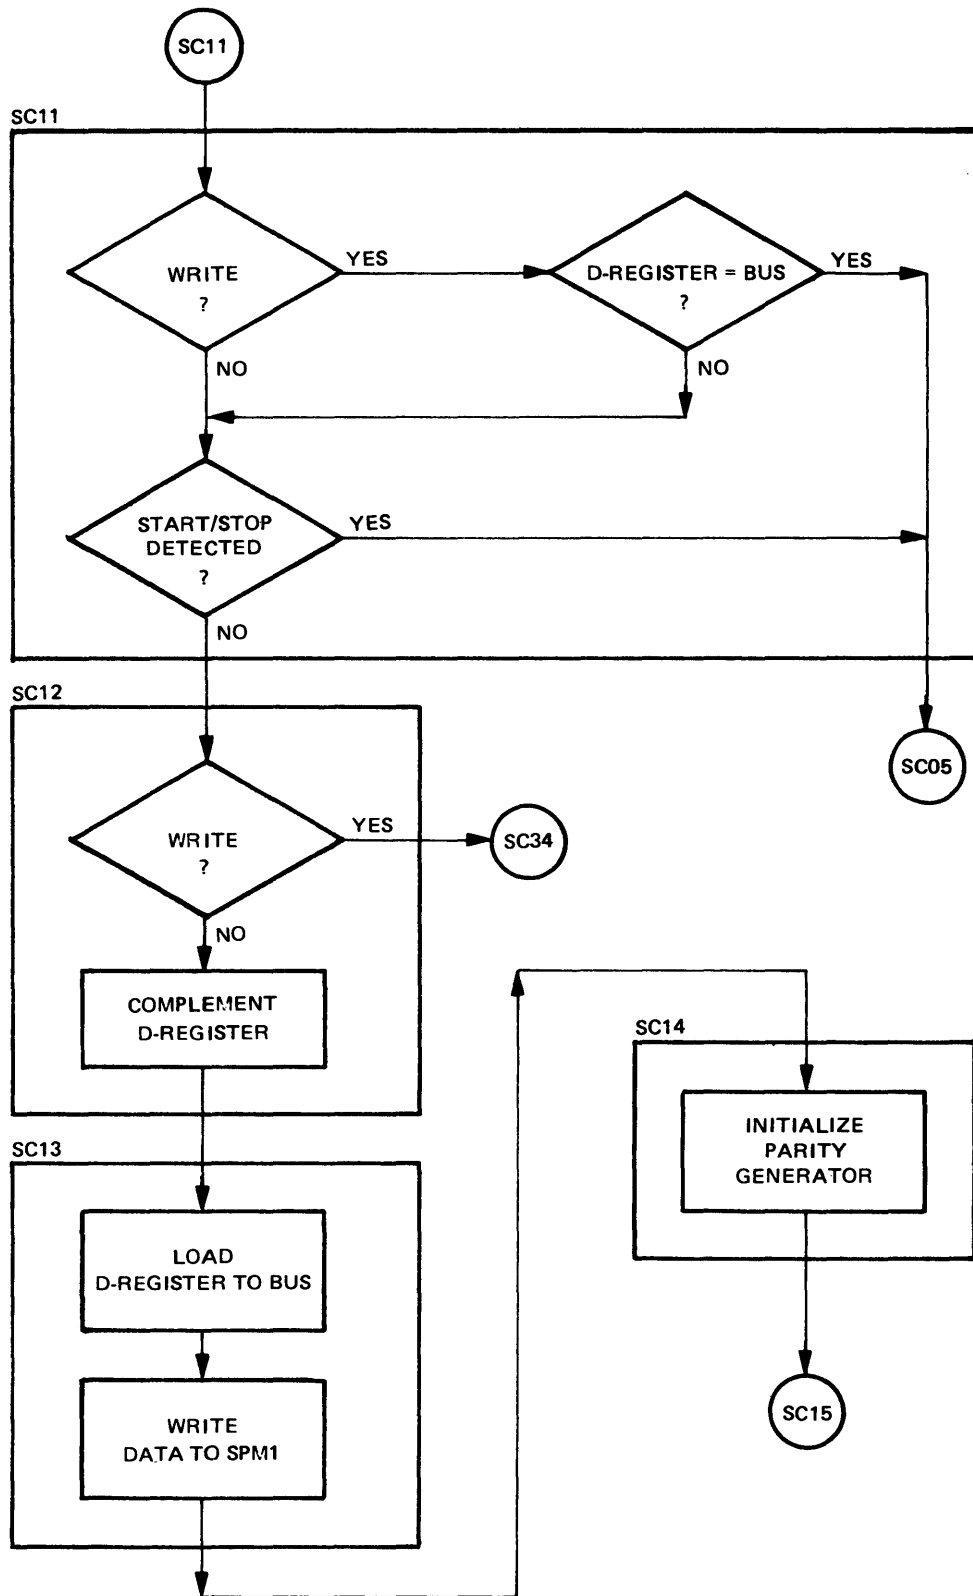 SC11
SC11
WRITE
?
YES
D-REGISTER = BUS
?
YES
NO
NO
START/STOP
DETECTED
?
YES
NO
SC12
SC05
WRITE
?
YES
SC34
NO
COMPLEMENT
D-REGISTER
SC13
LOAD
D-REGISTER TO BUS
WRITE
DATA TO SPM1
SC14
INITIALIZE
PARITY
GENERATOR
SC15